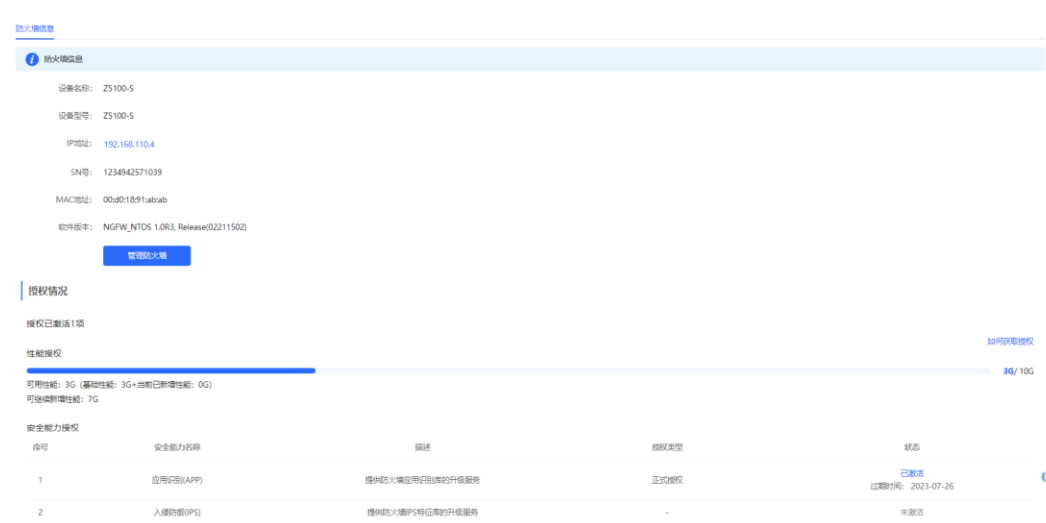 防火墙信息
防火墙信息
设备名称: Z5100-S
设备型号: Z5100-S
IP地址: 192.168.110.4
SN号: 1234942571039
MAC地址: 00:d0:18:91:ab:ab
软件版本: NGFW_NTOS 1.0R3, Release(02211502)
管理防火墙
授权情况
授权已激活1项
如何获取授权
性能授权
3G/ 10G
可用性能: 3G (基础性能: 3G+当前已新增性能: 0G)
可继续新增性能: 7G
安全能力授权
序号 安全能力名称 描述 授权类型 状态
1 应用识别(APP) 提供防火墙应用识别库的升级服务 正式授权 已激活
过期时间: 2023-07-26
2 入侵防御(IPS) 提供防火墙IPS特征库的升级服务 - 未激活